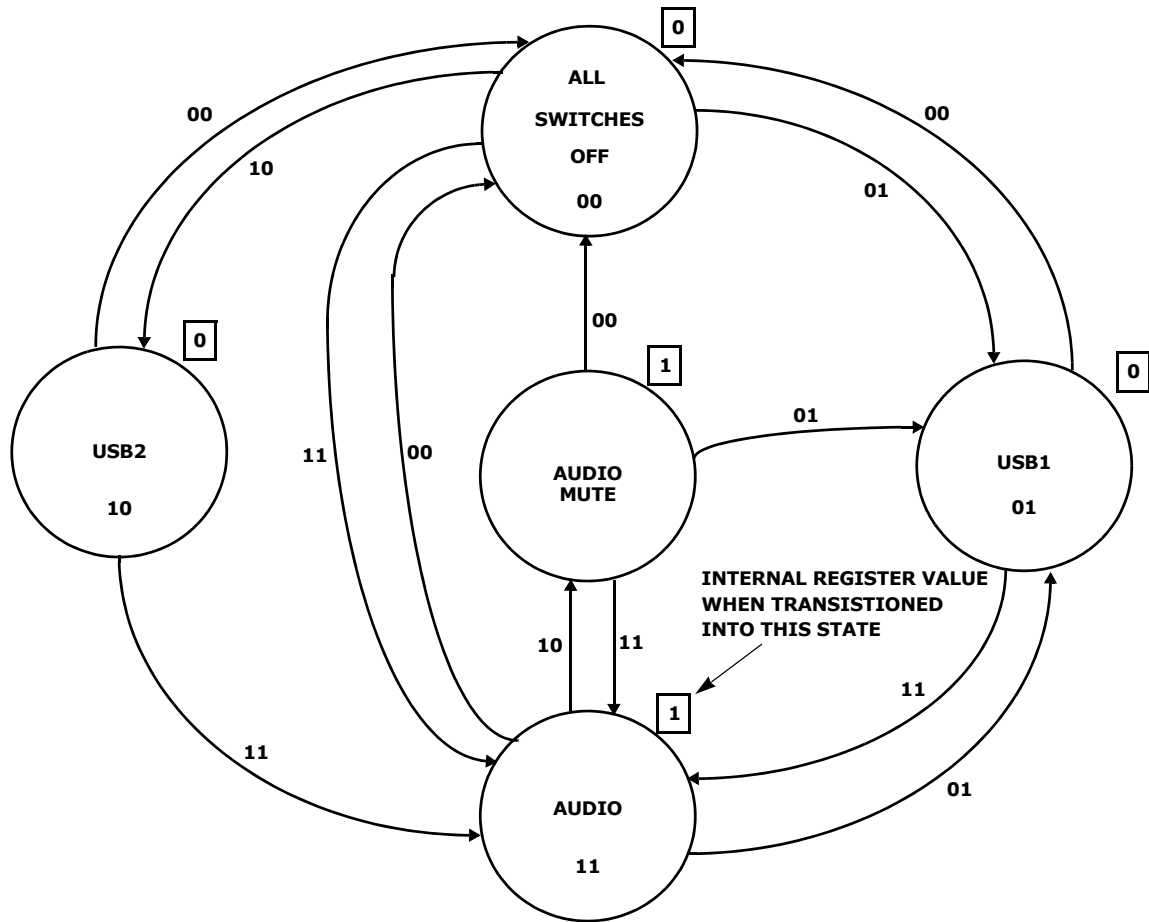 0
ALL
SWITCHES
OFF
00
00
10
01
00
0
USB2
10
11
00
00
1
AUDIO
MUTE
01
0
USB1
01
INTERNAL REGISTER VALUE
WHEN TRANSISTIONED
INTO THIS STATE
10
11
1
11
01
11
AUDIO
11